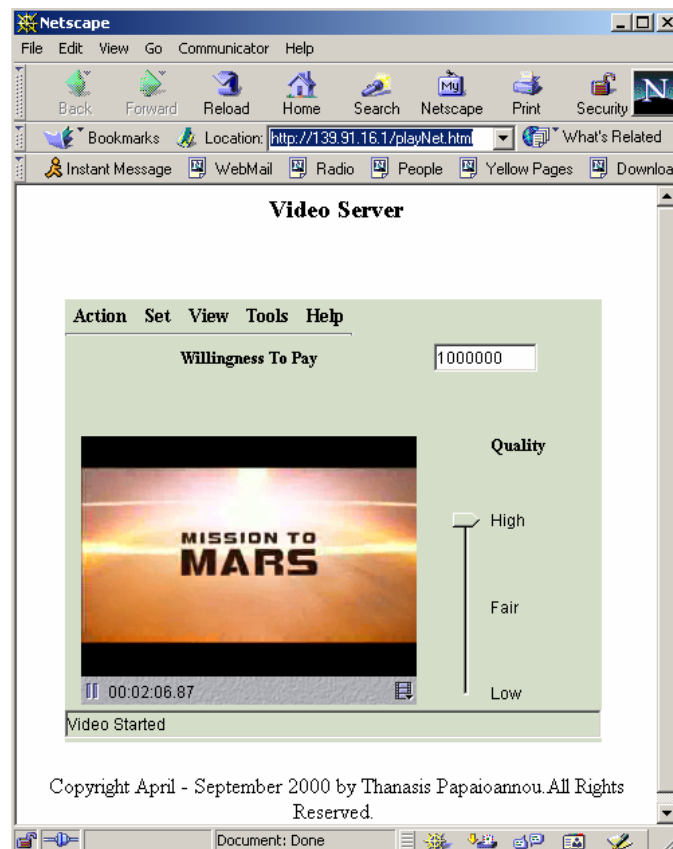 Netscape
File Edit View Go Communicator Help
Back Forward Reload Home Search Netscape Print Security
My
N
Bookmarks Location: http://139.91.16.1/playNet.html What's Related
Instant Message WebMail Radio People Yellow Pages Downloa
Video Server
Action Set View Tools Help
Willingness To Pay 1000000
Quality
MISSION TO
MARS
High
Fair
Low
00:02:06.87
Video Started
Copyright April - September 2000 by Thanasis Papaioannou.All Rights
Reserved.
Document: Done